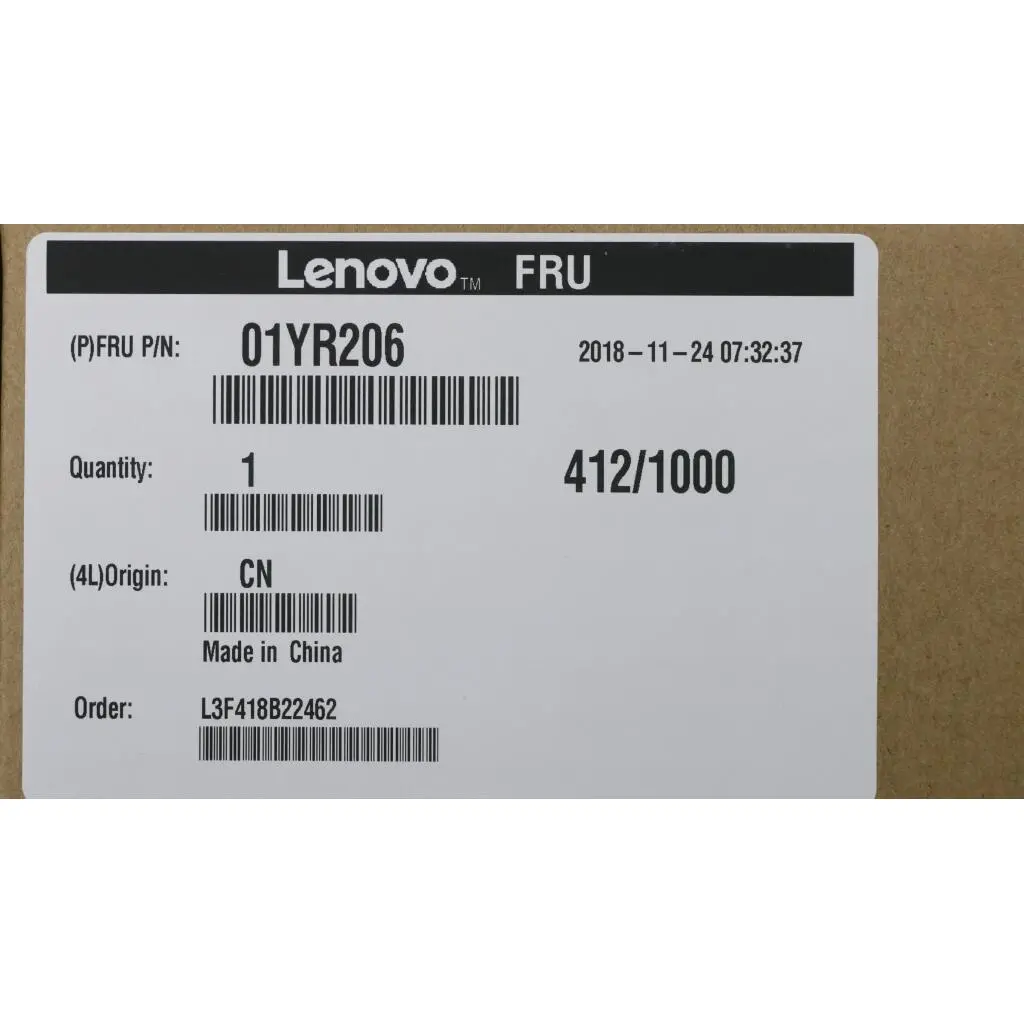 Lenovo™ FRU
(P)FRU P/N: 01YR206 2018-11-24 07:32:37
Quantity: 1 412/1000
(4L)Origin: CN
Made in China
Order: L3F418B22462